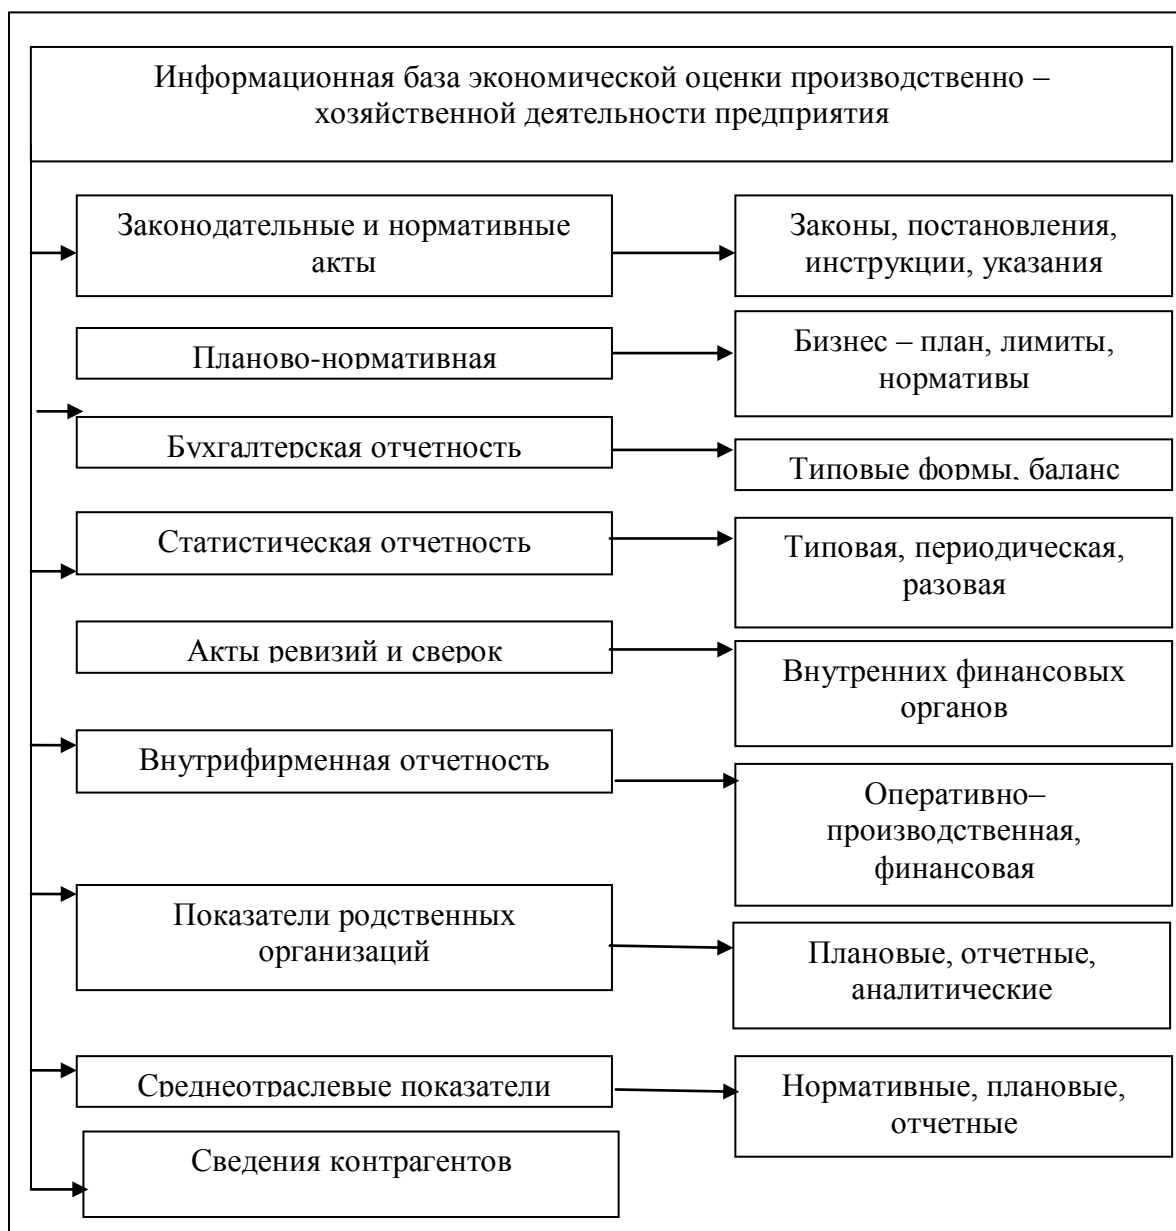 Информационная база экономической оценки производственно –
хозяйственной деятельности предприятия
Законодательные и нормативные
акты
Законы, постановления,
инструкции, указания
Планово-нормативная
Бизнес – план, лимиты,
нормативы
Бухгалтерская отчетность
Типовые формы, баланс
Статистическая отчетность
Типовая, периодическая,
разовая
Акты ревизий и сверок
Внутренних финансовых
органов
Внутрифирменная отчетность
Оперативно–
производственная,
финансовая
Показатели родственных
организаций
Плановые, отчетные,
аналитические
Среднеотраслевые показатели
Нормативные, плановые,
отчетные
Сведения контрагентов